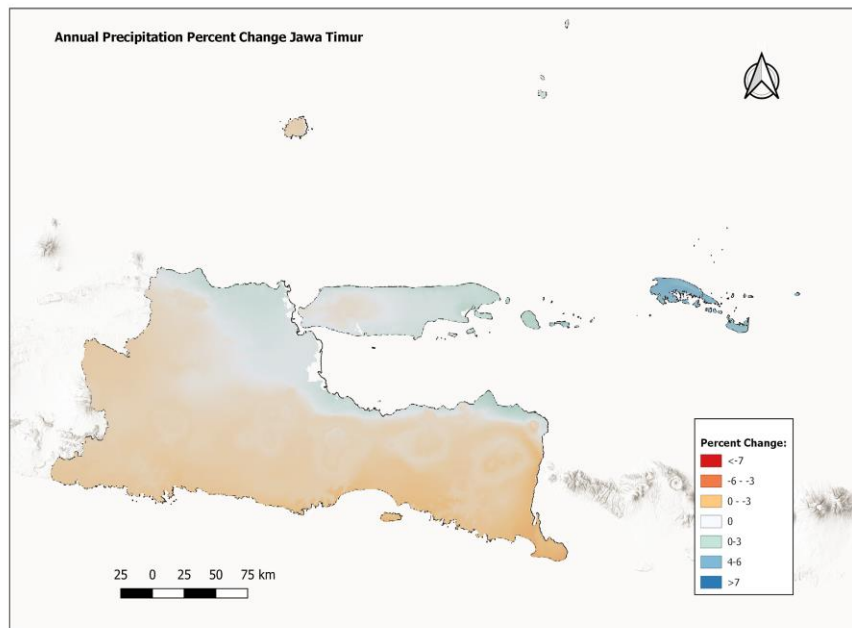 Annual Precipitation Percent Change Jawa Timur
Percent Change:
<-7
-6 - -3
0 - -3
0
0-3
4-6
>7
25 0 25 50 75 km